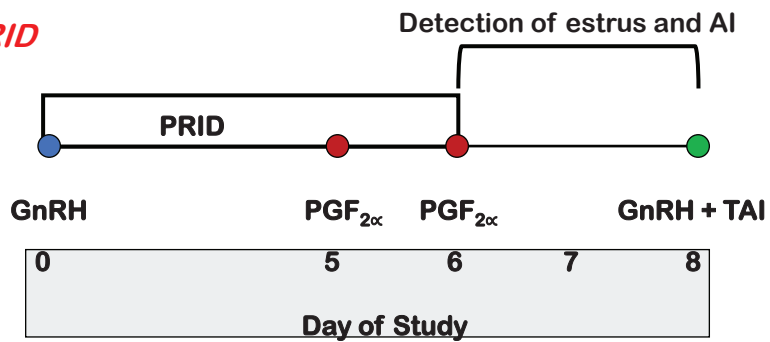 Detection of estrus and AI
RID
PRID
GnRH PGF2∝ PGF2∝ GnRH + TAI
0 5 6 7 8
Day of Study